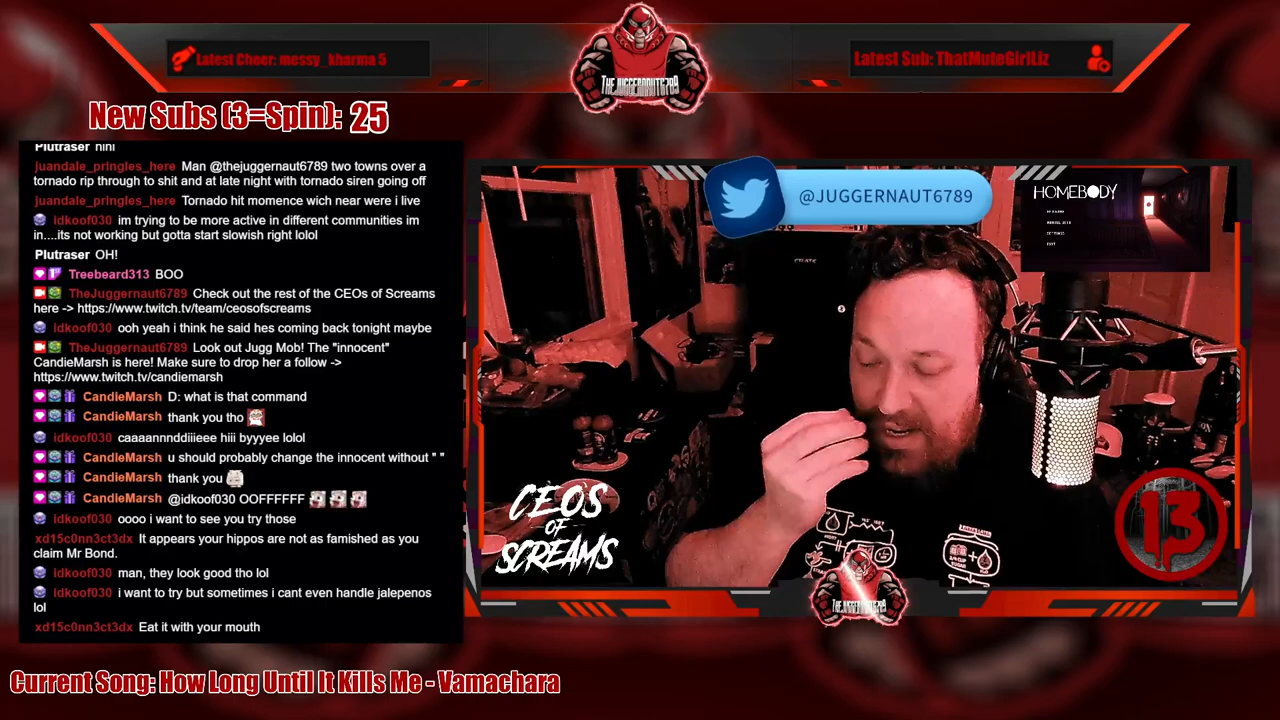 Latest Cheer: messy_kharma 5
THEJUGGERNAUT6789
Latest Sub: ThatMuteGirlLiz
New Subs (3=Spin): 25
Plutraser hihi
juandale_pringles_here Man @thejuggernaut6789 two towns over a
tornado rip through to shit and at late night with tornado siren going off
juandale_pringles_here Tornado hit momence wich near were i live
idkoof030 im trying to be more active in different communities im
in....its not working but gotta start slowish right lolol
Plutraser OH!
Treebeard313 BOO
TheJuggernaut6789 Check out the rest of the CEOs of Screams
here -> https://www.twitch.tv/team/ceosofscreams
idkoof030 ooh yeah i think he said hes coming back tonight maybe
TheJuggernaut6789 Look out Jugg Mob! The "innocent"
CandieMarsh is here! Make sure to drop her a follow ->
https://www.twitch.tv/candiemarsh
CandieMarsh D: what is that command
CandieMarsh thank you tho
idkoof030 caaaannnddiiieee hiii byyyee lolol
CandieMarsh u should probably change the innocent without " "
CandieMarsh thank you
CandieMarsh @idkoof030 OOFFFFFF
idkoof030 oooo i want to see you try those
xd15c0nn3ct3dx It appears your hippos are not as famished as you
claim Mr Bond.
idkoof030 man, they look good tho lol
idkoof030 i want to try but sometimes i cant even handle jalepenos
lol
xd15c0nn3ct3dx Eat it with your mouth
@JUGGERNAUT6789
HOMEBODY
CEOS
OF
SCREAMS
13
SUGAR
THEJUGGERNAUT6789
Current Song: How Long Until It Kills Me - Vamachara